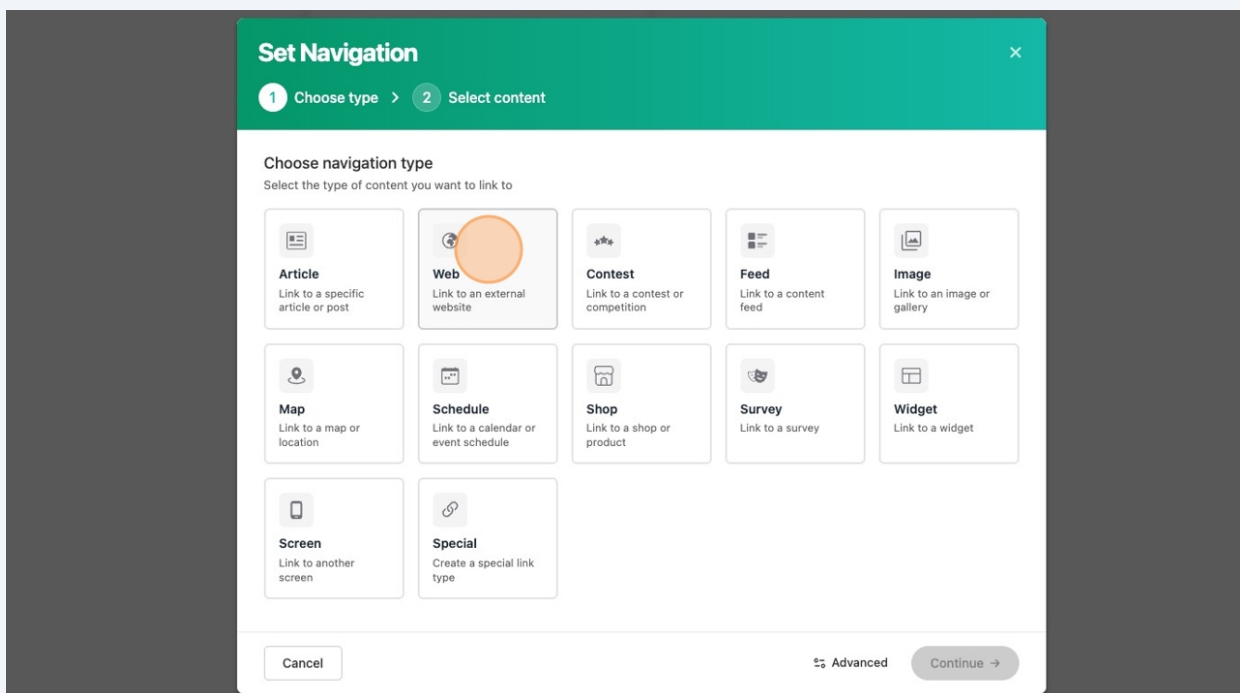 Set Navigation
1 Choose type > 2 Select content
Choose navigation type
Select the type of content you want to link to
Article
Link to a specific
article or post
Web
Link to an external
website
Contest
Link to a contest or
competition
Feed
Link to a content
feed
Image
Link to an image or
gallery
Map
Link to a map or
location
Schedule
Link to a calendar or
event schedule
Shop
Link to a shop or
product
Survey
Link to a survey
Widget
Link to a widget
Screen
Link to another
screen
Special
Create a special link
type
Cancel
Advanced
Continue →